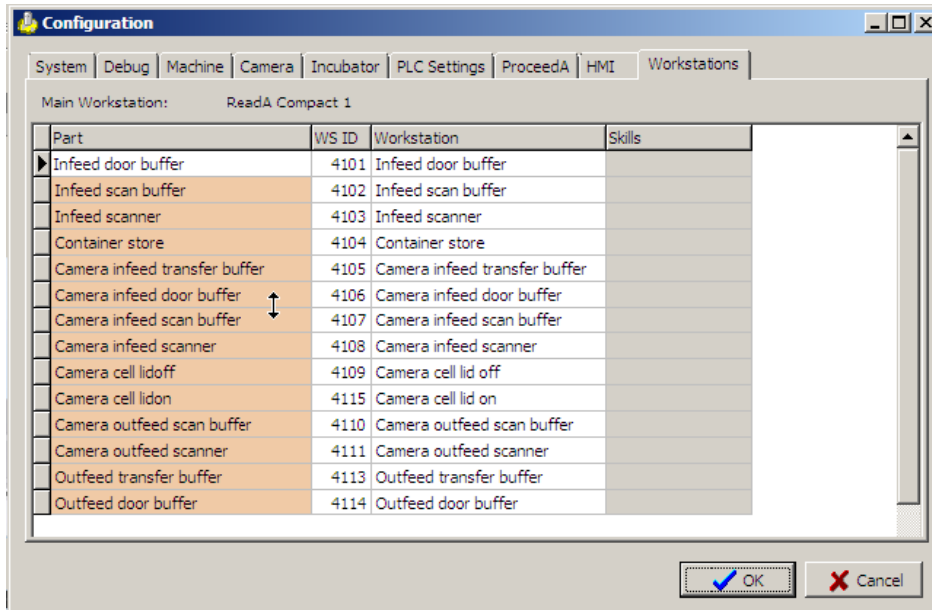 Configuration
System Debug Machine Camera Incubator PLC Settings ProceedA HMI Workstations
Main Workstation: ReadA Compact 1
Part WS ID Workstation Skills
Infeed door buffer 4101 Infeed door buffer
Infeed scan buffer 4102 Infeed scan buffer
Infeed scanner 4103 Infeed scanner
Container store 4104 Container store
Camera infeed transfer buffer 4105 Camera infeed transfer buffer
Camera infeed door buffer 4106 Camera infeed door buffer
Camera infeed scan buffer 4107 Camera infeed scan buffer
Camera infeed scanner 4108 Camera infeed scanner
Camera cell lidoff 4109 Camera cell lid off
Camera cell lidon 4115 Camera cell lid on
Camera outfeed scan buffer 4110 Camera outfeed scan buffer
Camera outfeed scanner 4111 Camera outfeed scanner
Outfeed transfer buffer 4113 Outfeed transfer buffer
Outfeed door buffer 4114 Outfeed door buffer
OK Cancel